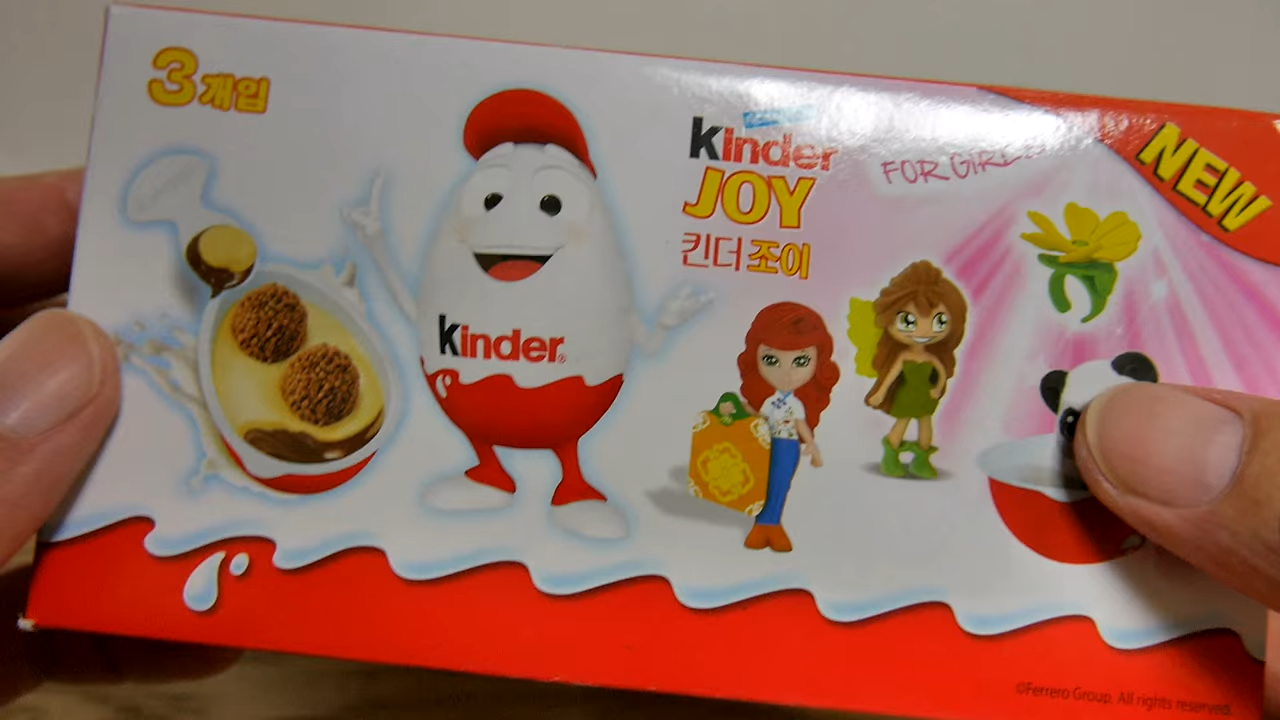 3개입
kinder
JOY
킨더조이
FOR GIRLS
NEW
kinder®
©Ferrero Group. All rights reserved.